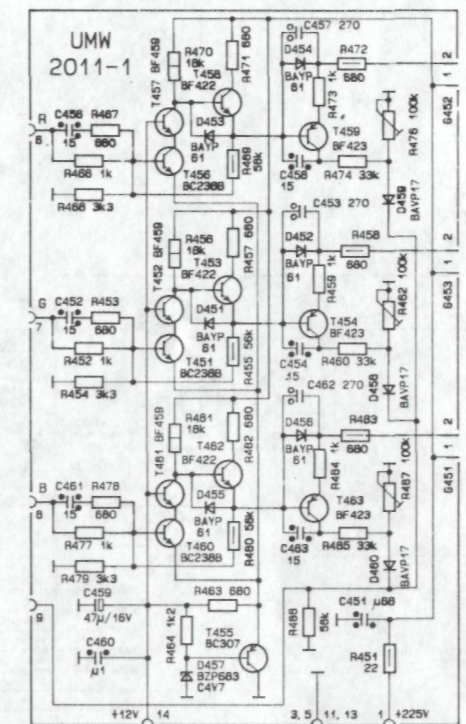 UMW
2011-1
T457 BF459
R470
18k
T458
BF422
R471 680
C457 270
D454
BAYP
61
R472
680
1k
R473
2
1
G452
R
6
C456
15
R467
680
R466 1k
R468 3k3
D453
BAYP
61
T456
BC238B
R469
56k
T459
BF423
C458
15
R474 33k
R476
100k
D459
BAYP17
T452 BF459
R456
18k
T453
BF422
R457
680
C453 270
D452
BAYP
61
R458
680
1k
R459
2
1
G453
G
7
C452
15
R453
680
R452 1k
R454 3k3
D451
BAYP
61
T451
BC238B
R455
56k
T454
BF423
C454
15
R460 33k
R462
100k
D458
BAYP17
T461 BF459
R481
18k
T462
BF422
R482
680
C462 270
D456
BAYP
61
R483
680
1k
R484
2
1
G451
B
8
C461
15
R478
680
R477 1k
R479 3k3
D455
BAYP
61
T460
BC238B
R480
56k
T463
BF423
C463
15
R485 33k
R487
100k
D460
BAYP17
9
C459
47µ/16V
C460
µ1
R463 680
R464
1k2
T455
BC307
D457
BZP683
C4V7
R486
56k
C451 µ68
R451
22
+12V 14
3, 5 11, 13
1 +225V